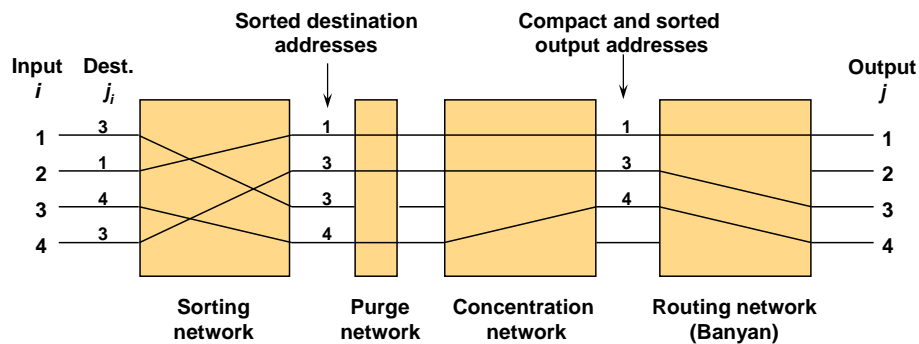 Sorted destination
addresses
Compact and sorted
output addresses
Input
i
Dest.
jᵢ
Output
j
1 3 1 1 1
2 1 3 3 2
3 4 3 4 3
4 3 4 4
Sorting
network
Purge
network
Concentration
network
Routing network
(Banyan)